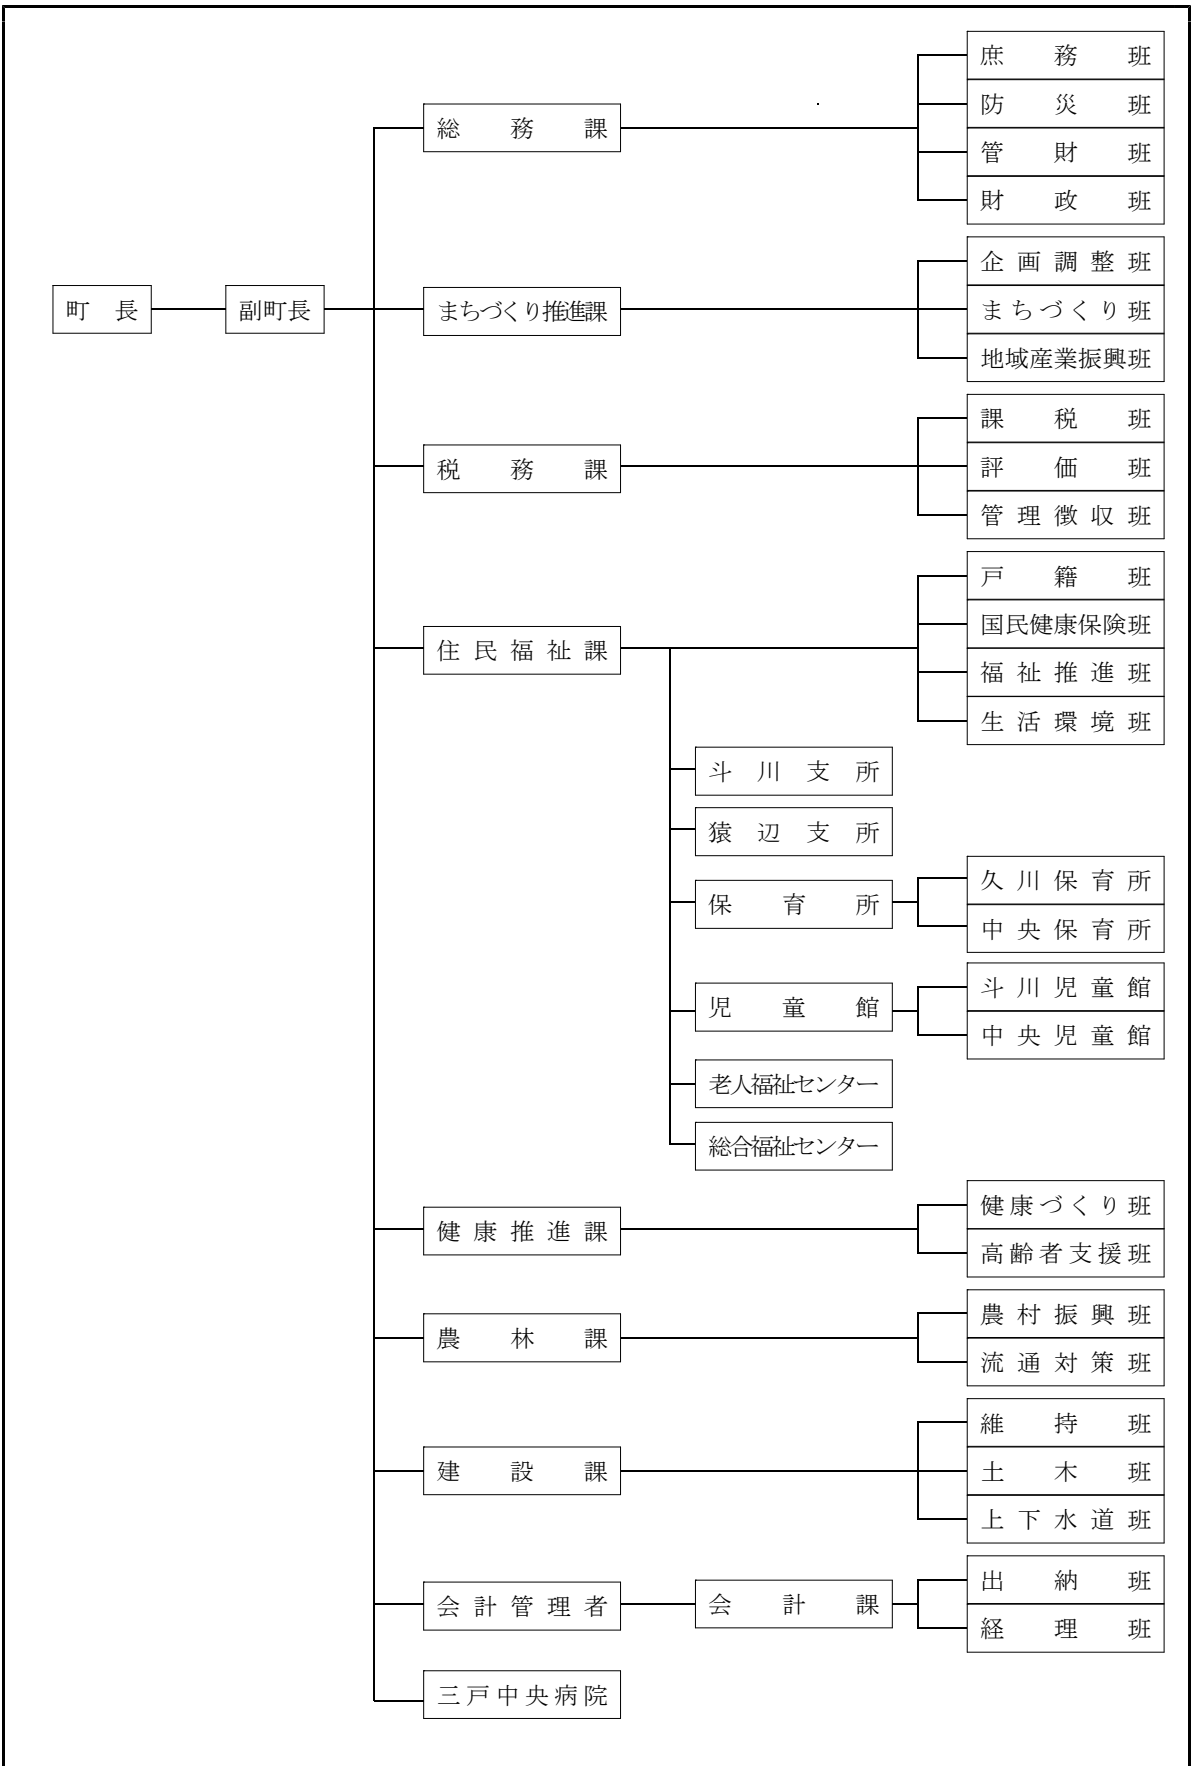 庶務班
防災班
総務課
管財班
財政班
企画調整班
町長
副町長
まちづくり推進課
まちづくり班
地域産業振興班
課税班
税務課
評価班
管理徴収班
戸籍班
国民健康保険班
住民福祉課
福祉推進班
生活環境班
斗川支所
猿辺支所
保育所
久川保育所
中央保育所
児童館
斗川児童館
中央児童館
老人福祉センター
総合福祉センター
健康推進課
健康づくり班
高齢者支援班
農林課
農村振興班
流通対策班
維持班
建設課
土木班
上下水道班
会計管理者
会計課
出納班
経理班
三戸中央病院